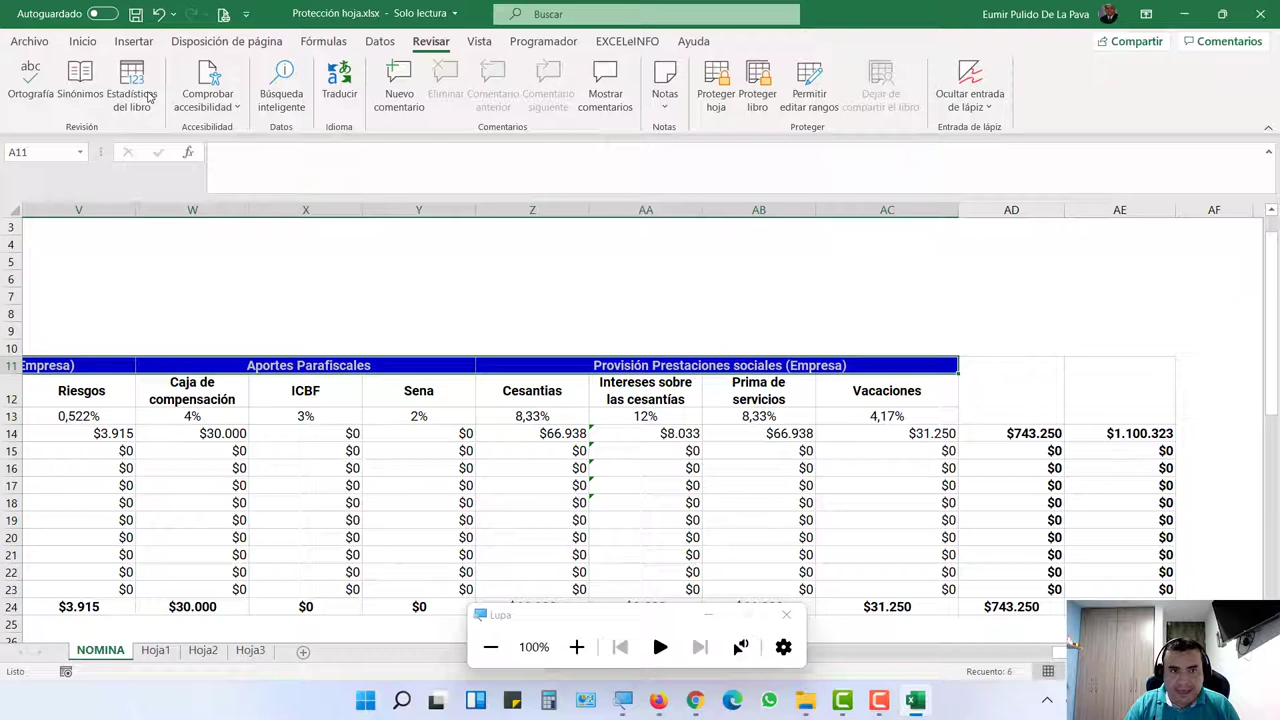 Autoguardado
Protección hoja.xlsx - Solo lectura
Buscar
Eumir Pulido De La Pava
Archivo Inicio Insertar Disposición de página Fórmulas Datos Revisar Vista Programador EXCELeINFO Ayuda Compartir Comentarios
Ortografía Sinónimos Estadísticas del libro
Comprobar accesibilidad
Búsqueda inteligente
Traducir
Nuevo comentario Eliminar Comentario anterior Comentario siguiente Mostrar comentarios
Notas
Proteger hoja Proteger libro Permitir editar rangos Dejar de compartir el libro
Ocultar entrada de lápiz
Revisión Accesibilidad Datos Idioma Comentarios Notas Proteger Entrada de lápiz
A11 fx
V W X Y Z AA AB AC AD AE AF
3
4
5
6
7
8
9
10
11 Empresa) Aportes Parafiscales Provisión Prestaciones sociales (Empresa)
12 Riesgos Caja de compensación ICBF Sena Cesantias Intereses sobre las cesantías Prima de servicios Vacaciones
13 0,522% 4% 3% 2% 8,33% 12% 8,33% 4,17%
14 $3.915 $30.000 $0 $0 $66.938 $8.033 $66.938 $31.250 $743.250 $1.100.323
15 $0 $0 $0 $0 $0 $0 $0 $0 $0 $0
16 $0 $0 $0 $0 $0 $0 $0 $0 $0 $0
17 $0 $0 $0 $0 $0 $0 $0 $0 $0 $0
18 $0 $0 $0 $0 $0 $0 $0 $0 $0 $0
19 $0 $0 $0 $0 $0 $0 $0 $0 $0 $0
20 $0 $0 $0 $0 $0 $0 $0 $0 $0 $0
21 $0 $0 $0 $0 $0 $0 $0 $0 $0 $0
22 $0 $0 $0 $0 $0 $0 $0 $0 $0 $0
23 $0 $0 $0 $0 $0 $0 $0 $0 $0 $0
24 $3.915 $30.000 $0 $0 $31.250 $743.250
25
Lupa
100%
NOMINA Hoja1 Hoja2 Hoja3
Listo
Recuento: 6